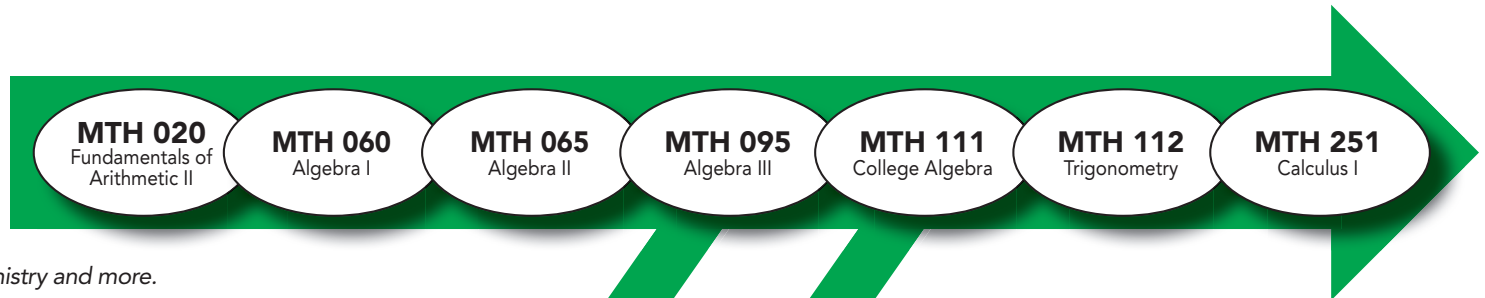 MTH 020
Fundamentals of
Arithmetic II
MTH 060
Algebra I
MTH 065
Algebra II
MTH 095
Algebra III
MTH 111
College Algebra
MTH 112
Trigonometry
MTH 251
Calculus I
and more.